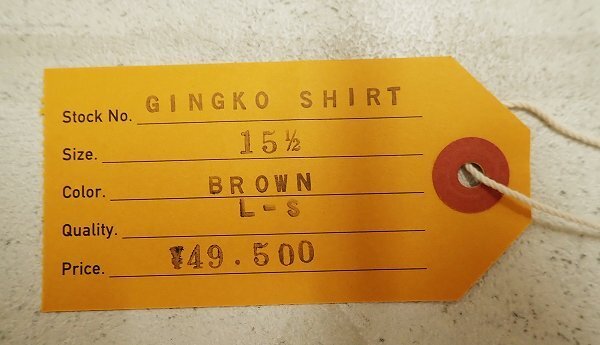 Stock No. GINGKO SHIRT
Size. 15½
Color. BROWN
Quality. L-S
Price. ¥49.500